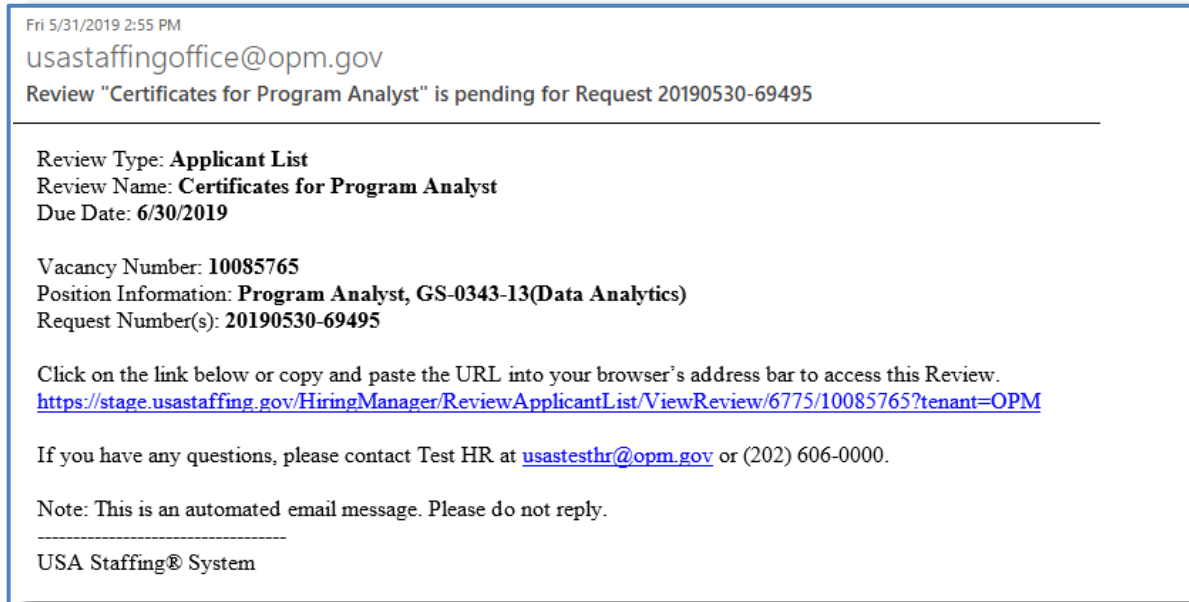 Fri 5/31/2019 2:55 PM
usastaffingoffice@opm.gov
Review "Certificates for Program Analyst" is pending for Request 20190530-69495
Review Type: Applicant List
Review Name: Certificates for Program Analyst
Due Date: 6/30/2019
Vacancy Number: 10085765
Position Information: Program Analyst, GS-0343-13(Data Analytics)
Request Number(s): 20190530-69495
Click on the link below or copy and paste the URL into your browser’s address bar to access this Review.
https://stage.usastaffing.gov/HiringManager/ReviewApplicantList/ViewReview/6775/10085765?tenant=OPM
If you have any questions, please contact Test HR at usastesthr@opm.gov or (202) 606-0000.
Note: This is an automated email message. Please do not reply.
-----------------------------------
USA Staffing® System